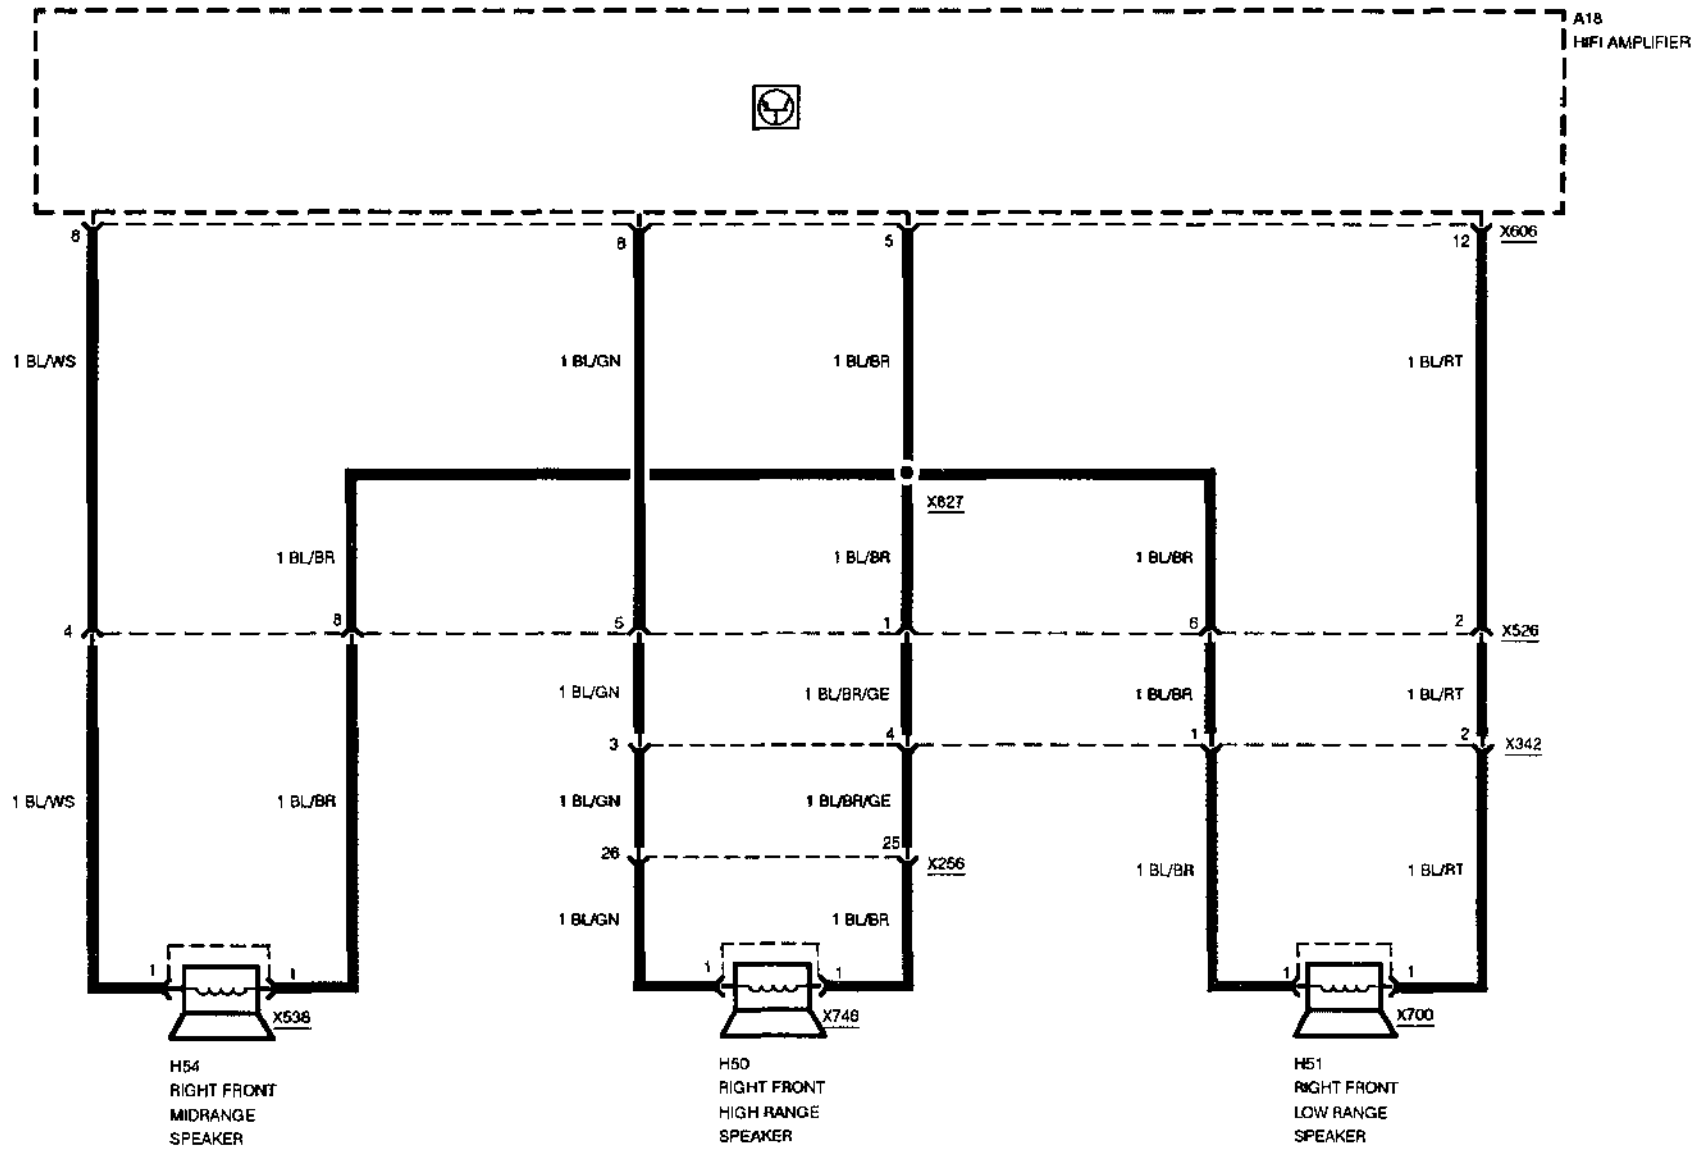 A18
HIFI AMPLIFIER
6 8 5 12 X606
1 BL/WS 1 BL/GN 1 BL/BR 1 BL/RT
X827
1 BL/BR 1 BL/BR 1 BL/BR
4 8 5 1 6 2 X526
1 BL/GN 1 BL/BR/GE 1 BL/BR 1 BL/RT
3 4 1 2 X342
1 BL/WS 1 BL/BR 1 BL/GN 1 BL/BR/GE
26 25 X256
1 BL/BR 1 BL/RT
1 BL/GN 1 BL/BR
1 1 1 1 1 1
X538 X746 X700
H54
RIGHT FRONT
MIDRANGE
SPEAKER
H50
RIGHT FRONT
HIGH RANGE
SPEAKER
H51
RIGHT FRONT
LOW RANGE
SPEAKER